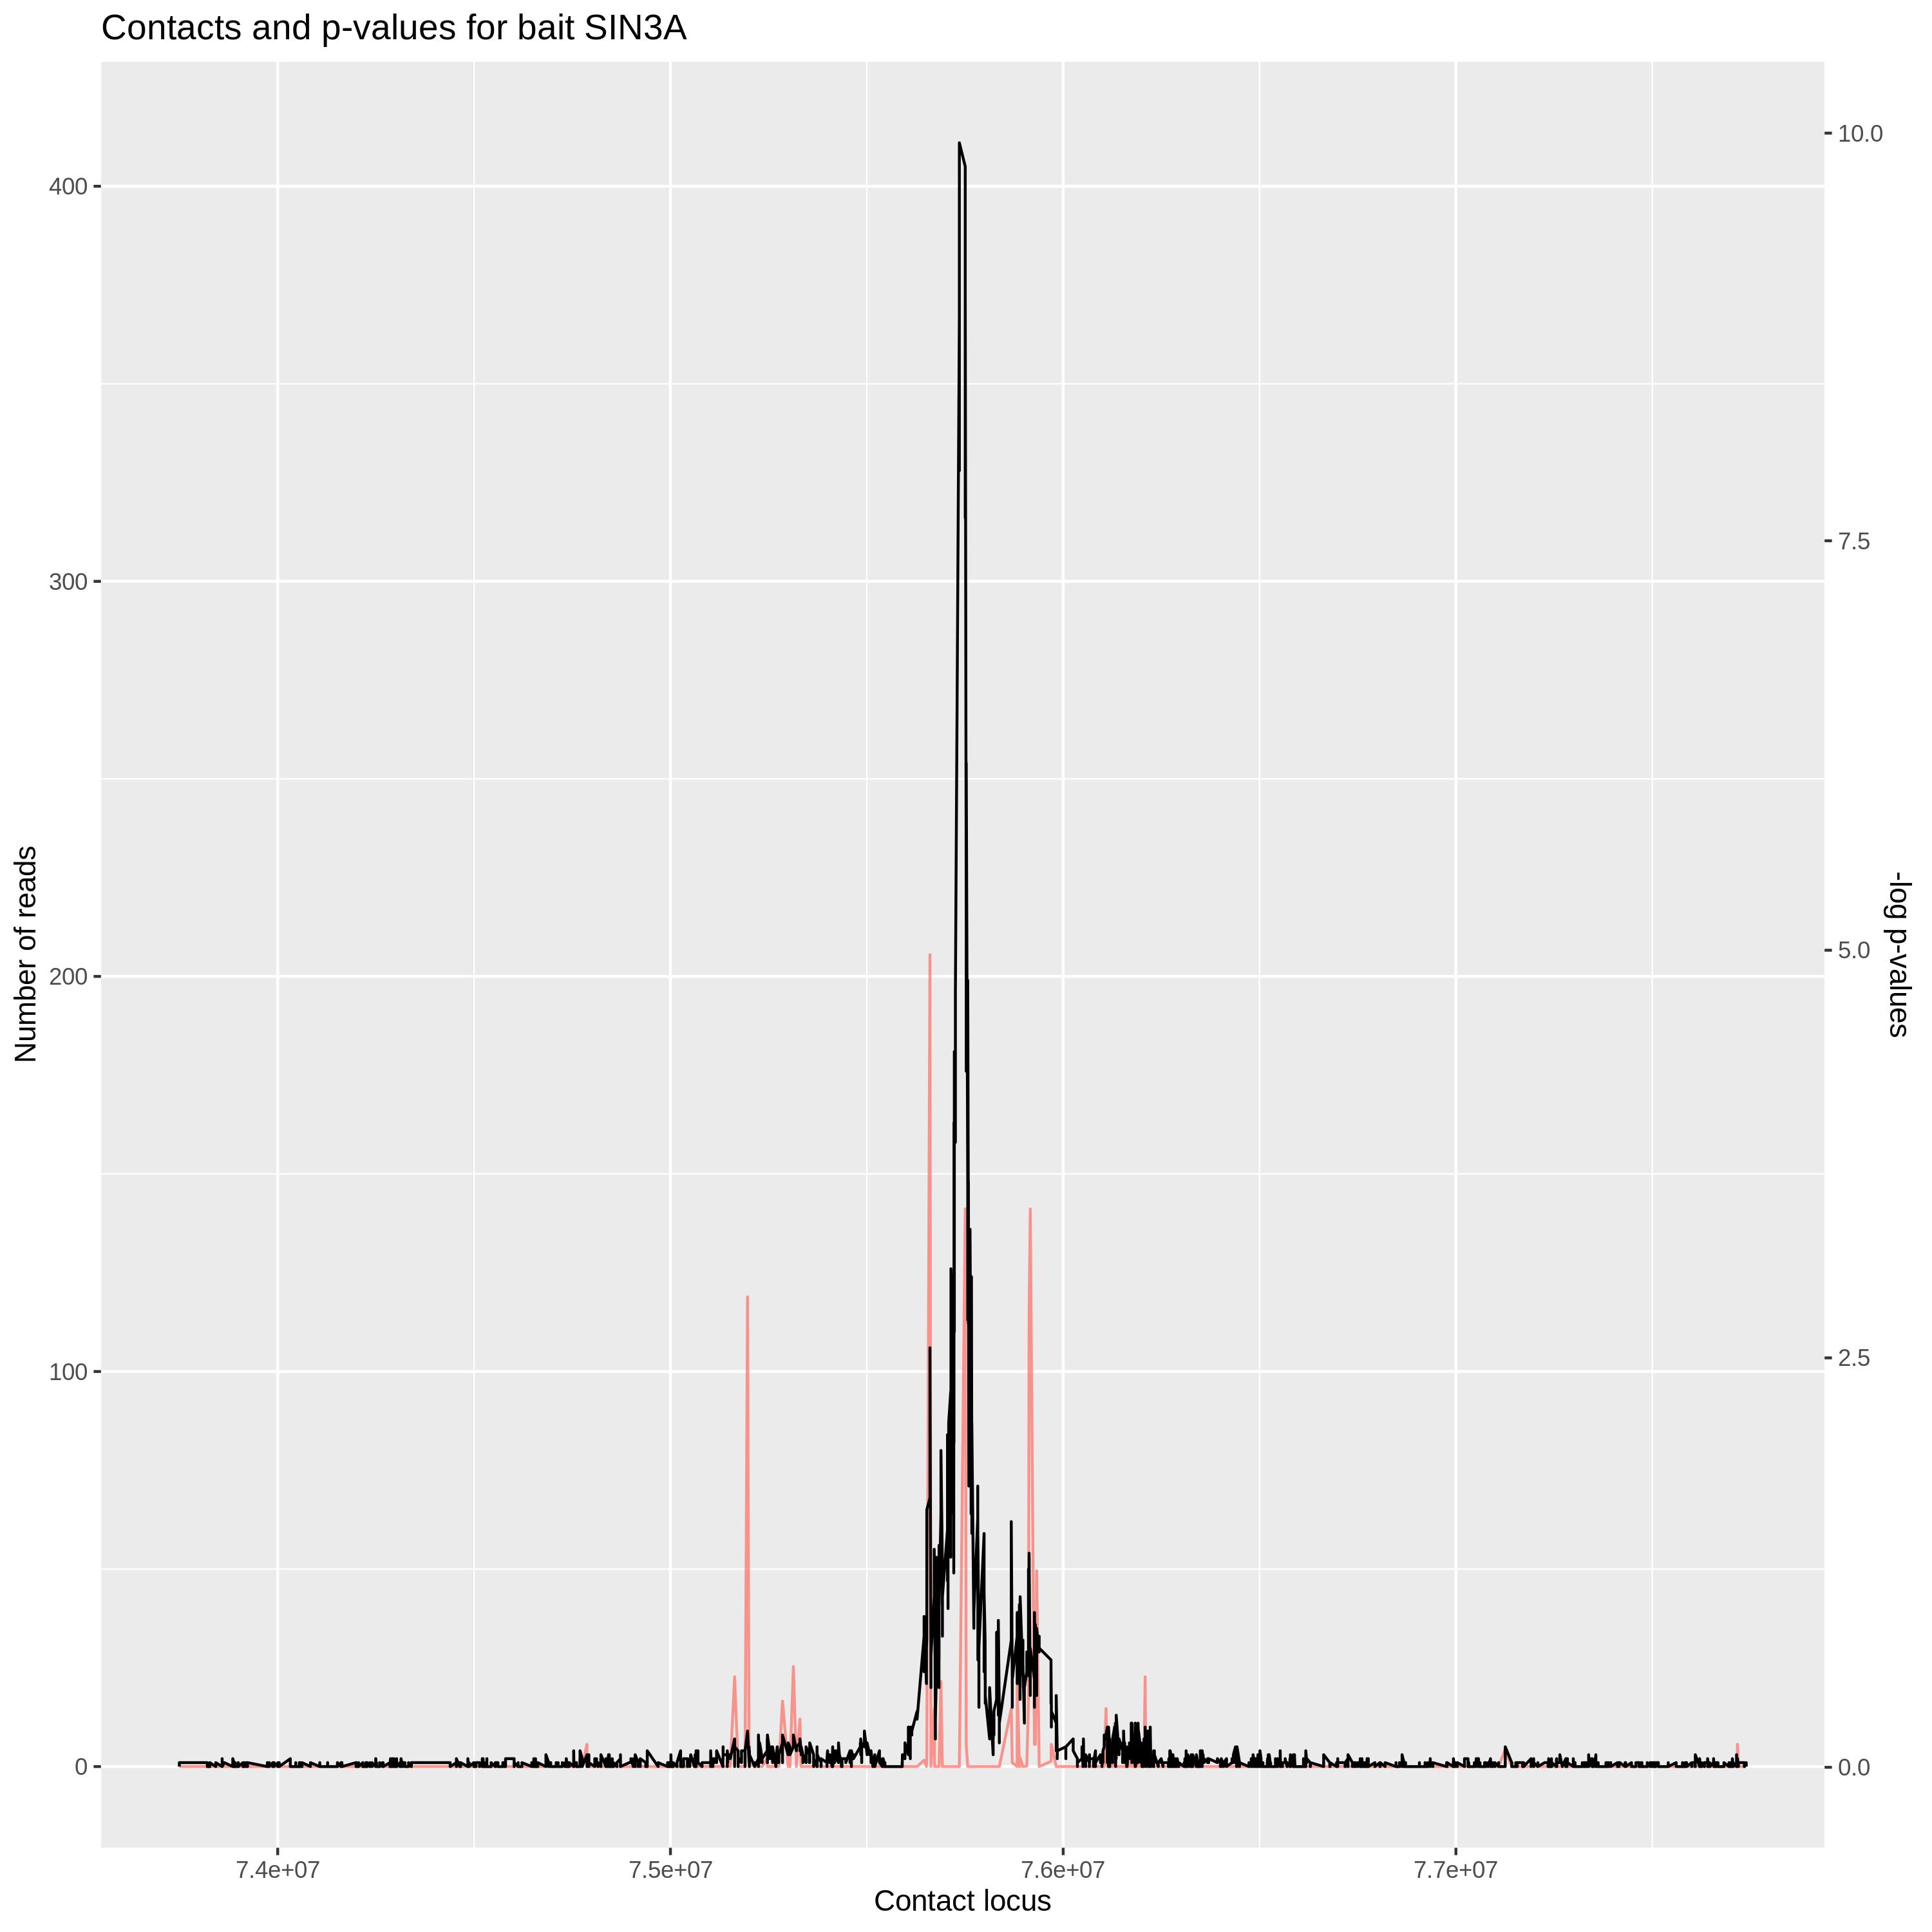 Contacts and p-values for bait SIN3A
400
300
200
100
0
Number of reads
10.0
7.5
5.0
2.5
0.0
-log p-values
7.4e+07
7.5e+07
7.6e+07
7.7e+07
Contact locus